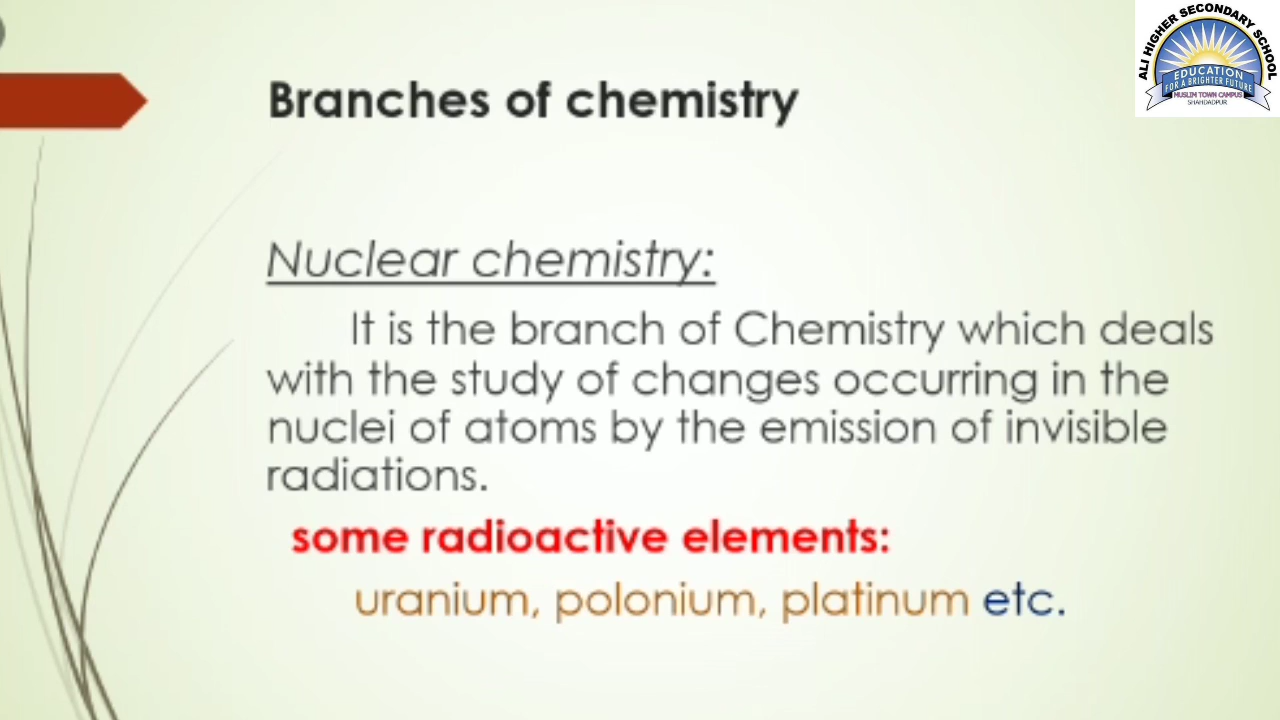 Branches of chemistry
ALI HIGHER SECONDARY SCHOOL
EDUCATION
FOR A BRIGHTER FUTURE
MUSLIM TOWN CAMPUS
SHAHDADPUR
Nuclear chemistry:
It is the branch of Chemistry which deals
with the study of changes occurring in the
nuclei of atoms by the emission of invisible
radiations.
some radioactive elements:
uranium, polonium, platinum etc.